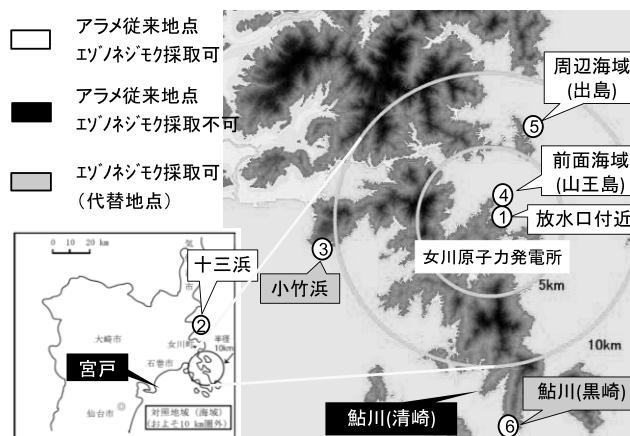 アラメ従来地点
エゾノネジモク採取可
アラメ従来地点
エゾノネジモク採取不可
エゾノネジモク採取可
(代替地点)
周辺海域
(出島)
⑤
前面海域
(山王島)
④
①
放水口付近
女川原子力発電所
③
小竹浜
5km
10km
鮎川(黒崎)
鮎川(清崎)
⑥
0 10 20 km
十三浜
②
気
大崎市
女川町
半径
10km
石巻市
宮戸
仙台市
対照地域(海域)
(およそ10 km圏外)